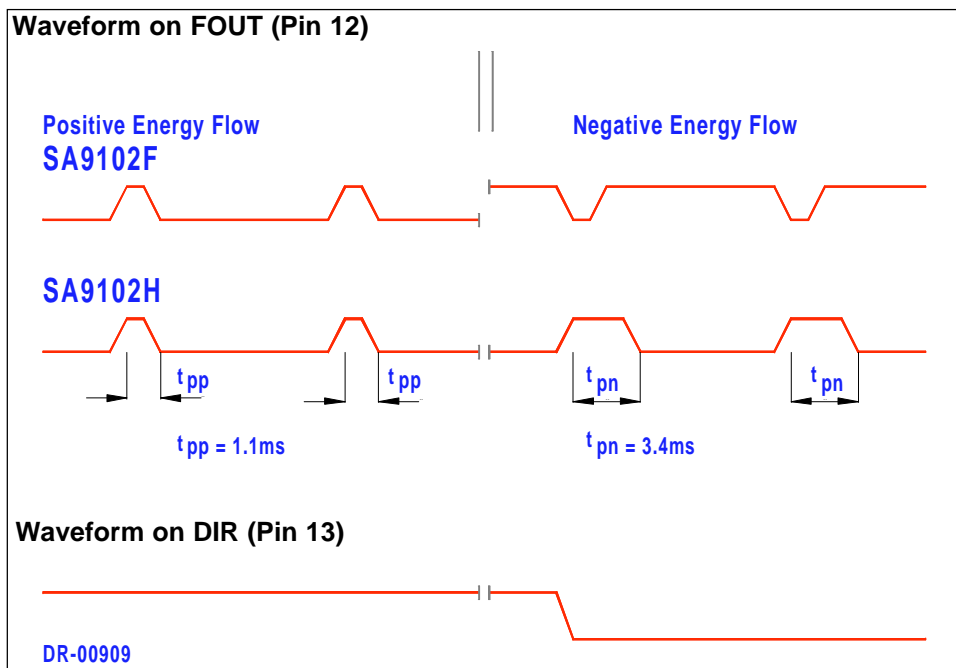 Waveform on FOUT (Pin 12)
Positive Energy Flow
Negative Energy Flow
SA9102F
SA9102H
t pp
t pp
t pn
t pn
t pp = 1.1ms
t pn = 3.4ms
Waveform on DIR (Pin 13)
DR-00909